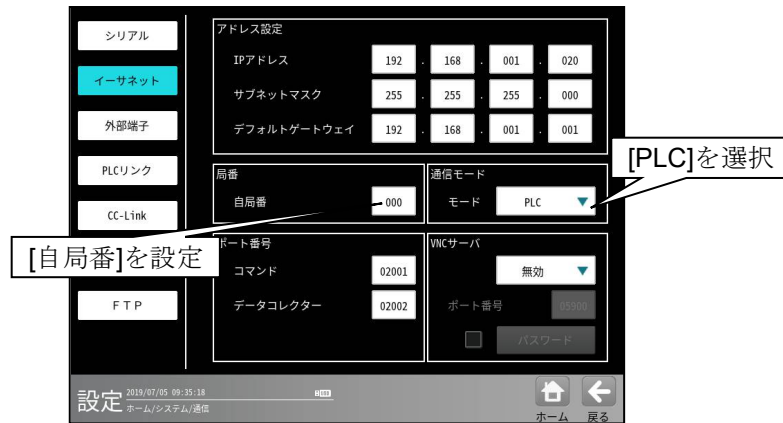 シリアル
イーサネット
外部端子
PLCリンク
CC-Link
FTP
アドレス設定
IPアドレス 192 . 168 . 001 . 020
サブネットマスク 255 . 255 . 255 . 000
デフォルトゲートウェイ 192 . 168 . 001 . 001
局番
自局番 000
通信モード
モード PLC
[PLC]を選択
[自局番]を設定
ポート番号
コマンド 02001
データコレクター 02002
VNCサーバ
無効
ポート番号 05900
パスワード
設定
2019/07/05 09:35:18
ホーム/システム/通信
ホーム
戻る